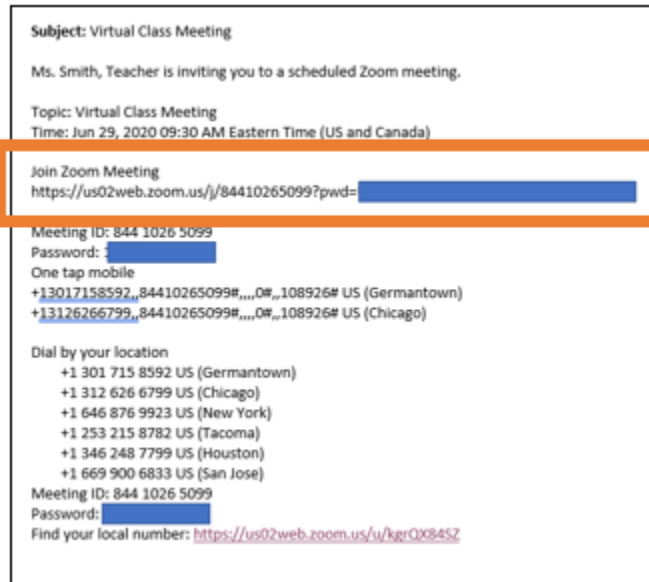 Subject: Virtual Class Meeting
Ms. Smith, Teacher is inviting you to a scheduled Zoom meeting.
Topic: Virtual Class Meeting
Time: Jun 29, 2020 09:30 AM Eastern Time (US and Canada)
Join Zoom Meeting
https://us02web.zoom.us/j/84410265099?pwd=
Meeting ID: 844 1026 5099
Password:
One tap mobile
+13017158592,,84410265099#,,,,0#,,108926# US (Germantown)
+13126266799,,84410265099#,,,,0#,,108926# US (Chicago)
Dial by your location
+1 301 715 8592 US (Germantown)
+1 312 626 6799 US (Chicago)
+1 646 876 9923 US (New York)
+1 253 215 8782 US (Tacoma)
+1 346 248 7799 US (Houston)
+1 669 900 6833 US (San Jose)
Meeting ID: 844 1026 5099
Password:
Find your local number: https://us02web.zoom.us/u/kgrQX84SZ